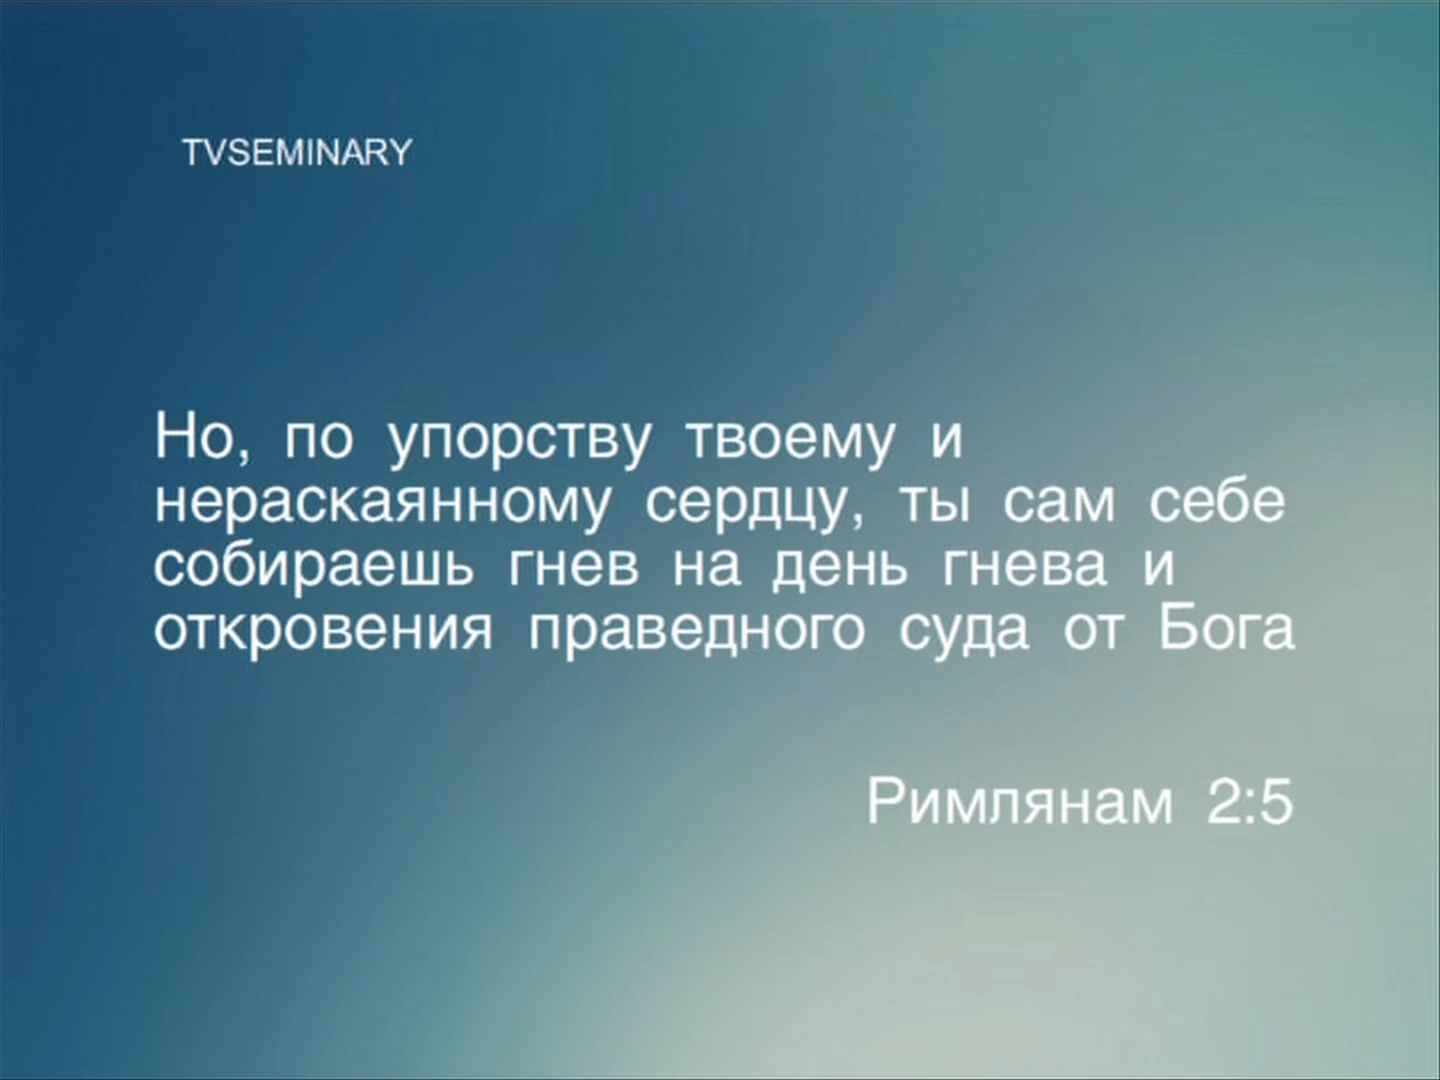 TVSEMINARY
Но, по упорству твоему и
нераскаянному сердцу, ты сам себе
собираешь гнев на день гнева и
откровения праведного суда от Бога
Римлянам 2:5